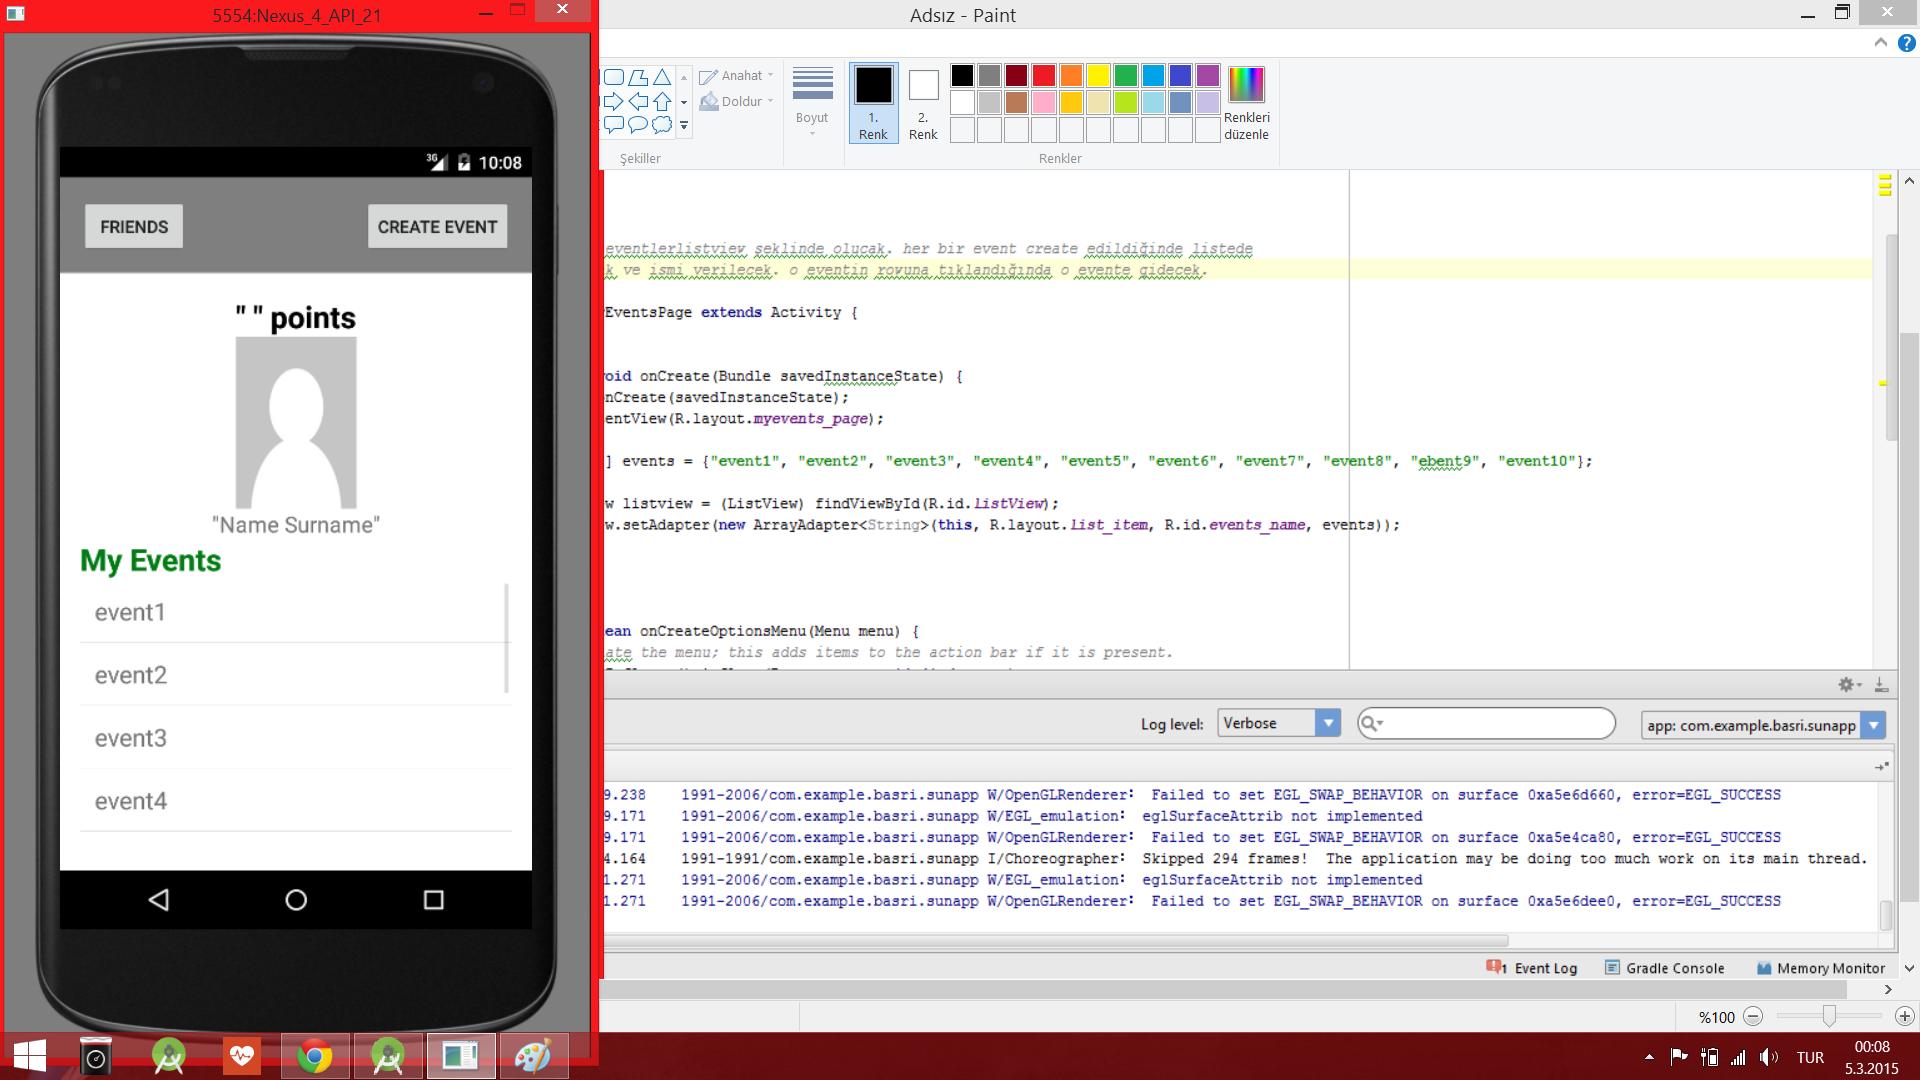 5554:Nexus_4_API_21
3G 10:08
FRIENDS
CREATE EVENT
" " points
"Name Surname"
My Events
event1
event2
event3
event4
Adsız - Paint
Anahat
Doldur
Şekiller
Boyut
1.
Renk
2.
Renk
Renkleri
düzenle
Renkler
eventlerlistview şeklinde olucak. her bir event create edildiğinde listede
k ve ismi verilecek. o eventin rowuna tıklandığında o evente gidecek.
EventsPage extends Activity {
void onCreate(Bundle savedInstanceState) {
nCreate(savedInstanceState);
entView(R.layout.myevents_page);
] events = {"event1", "event2", "event3", "event4", "event5", "event6", "event7", "event8", "ebent9", "event10"};
w listview = (ListView) findViewById(R.id.listView);
w.setAdapter(new ArrayAdapter<String>(this, R.layout.list_item, R.id.events_name, events));
ean onCreateOptionsMenu(Menu menu) {
ate the menu; this adds items to the action bar if it is present.
Log level: Verbose
app: com.example.basri.sunapp
9.238 1991-2006/com.example.basri.sunapp W/OpenGLRenderer: Failed to set EGL_SWAP_BEHAVIOR on surface 0xa5e6d660, error=EGL_SUCCESS
9.171 1991-2006/com.example.basri.sunapp W/EGL_emulation: eglSurfaceAttrib not implemented
9.171 1991-2006/com.example.basri.sunapp W/OpenGLRenderer: Failed to set EGL_SWAP_BEHAVIOR on surface 0xa5e4ca80, error=EGL_SUCCESS
4.164 1991-1991/com.example.basri.sunapp I/Choreographer: Skipped 294 frames! The application may be doing too much work on its main thread.
1.271 1991-2006/com.example.basri.sunapp W/EGL_emulation: eglSurfaceAttrib not implemented
1.271 1991-2006/com.example.basri.sunapp W/OpenGLRenderer: Failed to set EGL_SWAP_BEHAVIOR on surface 0xa5e6dee0, error=EGL_SUCCESS
1 Event Log
Gradle Console
Memory Monitor
%100
TUR
00:08
5.3.2015